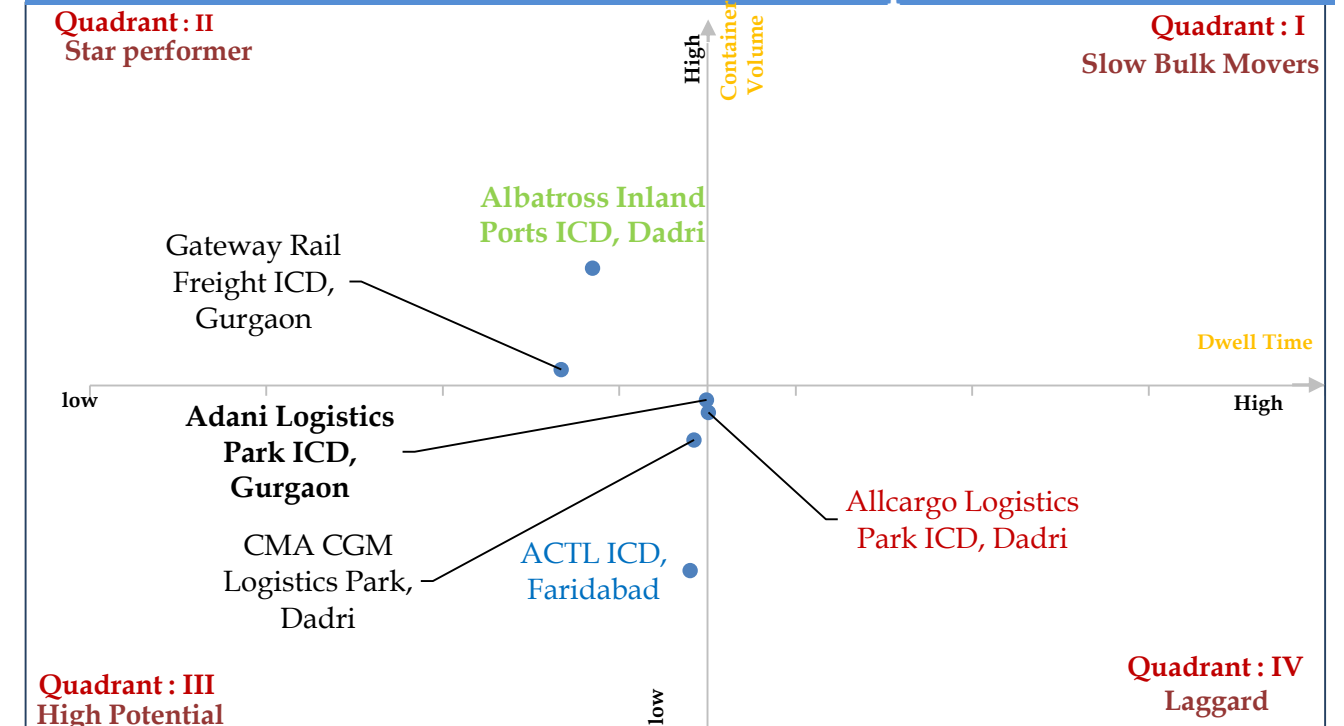 Quadrant : II
Star performer
High
Container
Volume
Quadrant : I
Slow Bulk Movers
Albatross Inland
Ports ICD, Dadri
Gateway Rail
Freight ICD,
Gurgaon
Dwell Time
low
High
Adani Logistics
Park ICD,
Gurgaon
Allcargo Logistics
Park ICD, Dadri
CMA CGM
Logistics Park,
Dadri
ACTL ICD,
Faridabad
Quadrant : III
High Potential
low
Quadrant : IV
Laggard